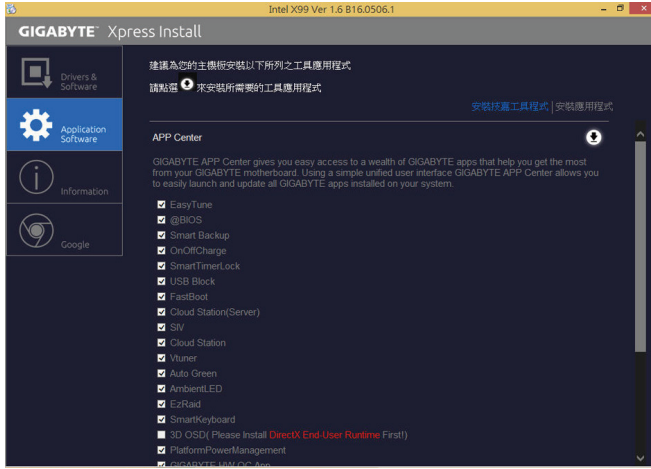 Intel X99 Ver 1.6 B16.0506.1
GIGABYTE™ Xpress Install
Drivers &
Software
Application
Software
Information
Google
建議為您的主機板安裝以下所列之工具應用程式
請點選 來安裝所需要的工具應用程式
安裝技嘉工具程式 | 安裝應用程式
APP Center
GIGABYTE APP Center gives you easy access to a wealth of GIGABYTE apps that help you get the most
from your GIGABYTE motherboard. Using a simple unified user interface GIGABYTE APP Center allows you
to easily launch and update all GIGABYTE apps installed on your system.
EasyTune
@BIOS
Smart Backup
OnOffCharge
SmartTimerLock
USB Block
FastBoot
Cloud Station(Server)
SIV
Cloud Station
Vtuner
Auto Green
AmbientLED
EzRaid
SmartKeyboard
3D OSD( Please Install DirectX End-User Runtime First!)
PlatformPowerManagement
GIGABYTE HW OC App